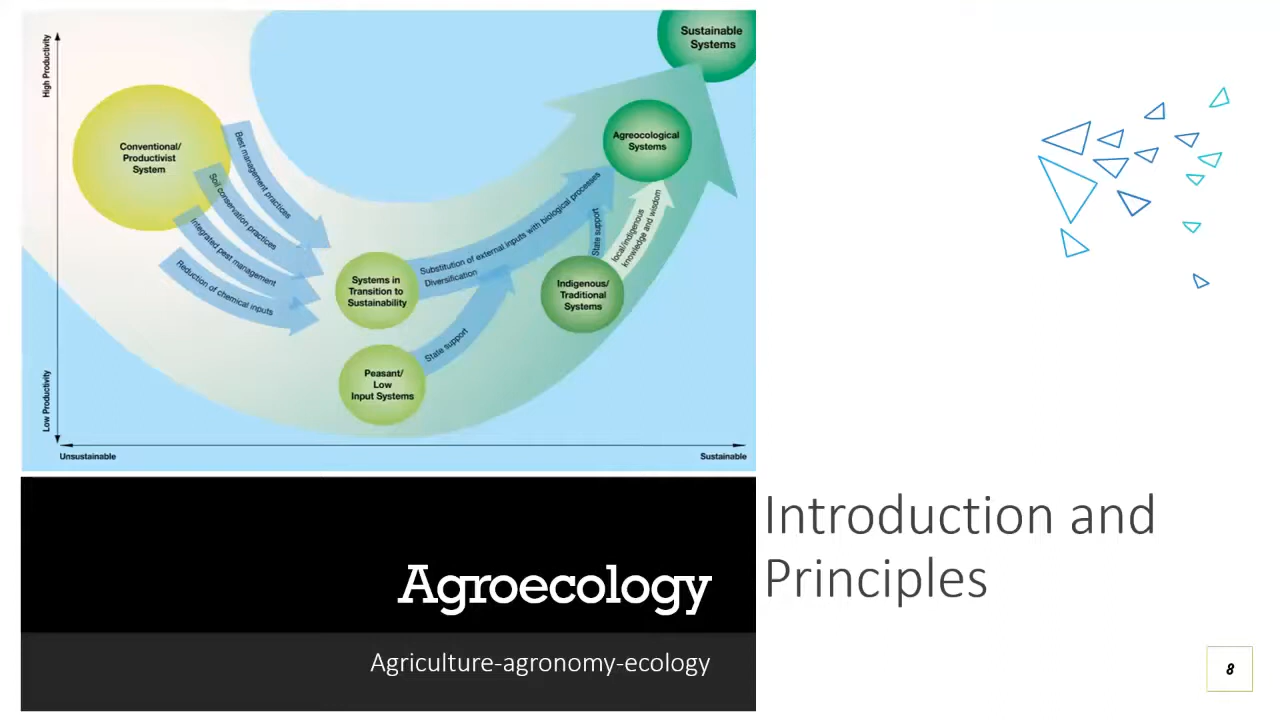 High Productivity
Low Productivity
Unsustainable
Sustainable
Conventional/
Productivist
System
Best management practices
Soil conservation practices
Integrated pest management
Reduction of chemical inputs
Systems in
Transition to
Sustainability
Peasant/
Low
Input Systems
Substitution of external inputs with biological processes
Diversification
State support
Indigenous/
Traditional
Systems
State support
local/indigenous
knowledge and wisdom
Agreocological
Systems
Sustainable
Systems
Agroecology
Agriculture-agronomy-ecology
Introduction and
Principles
8